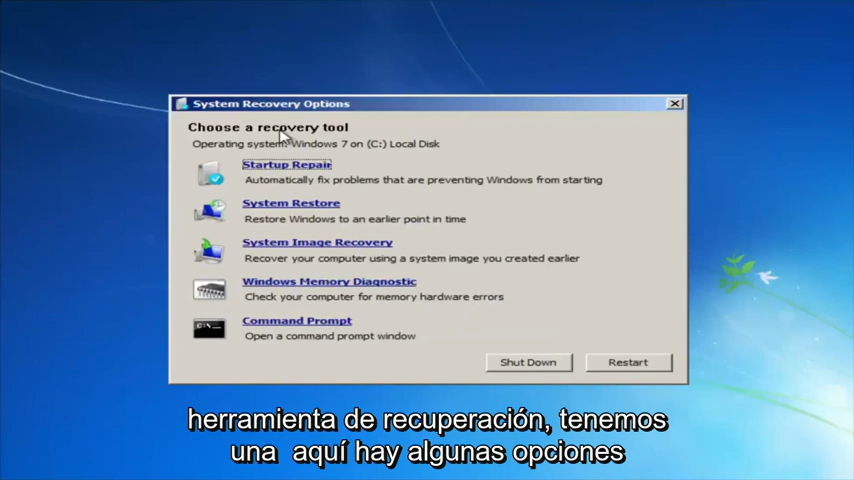 System Recovery Options
Choose a recovery tool
Operating system: Windows 7 on (C:) Local Disk
Startup Repair
Automatically fix problems that are preventing Windows from starting
System Restore
Restore Windows to an earlier point in time
System Image Recovery
Recover your computer using a system image you created earlier
Windows Memory Diagnostic
Check your computer for memory hardware errors
C:\_
Command Prompt
Open a command prompt window
Shut Down
Restart
herramienta de recuperación, tenemos
una aquí hay algunas opciones